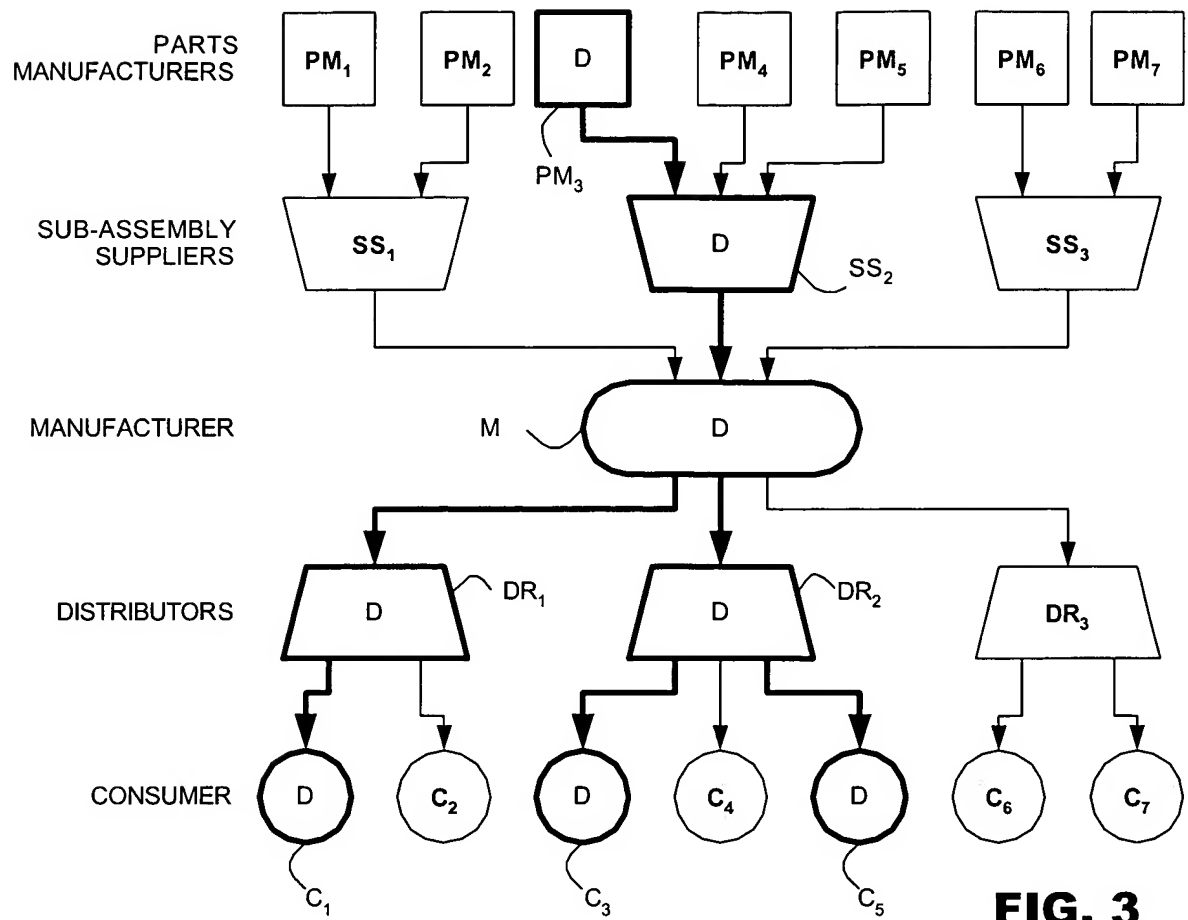 PARTS
MANUFACTURERS
PM₁
PM₂
D
PM₄
PM₅
PM₆
PM₇
PM₃
SUB-ASSEMBLY
SUPPLIERS
SS₁
D
SS₂
SS₃
MANUFACTURER
M
D
DISTRIBUTORS
D
DR₁
D
DR₂
DR₃
CONSUMER
D
C₂
D
C₄
D
C₆
C₇
C₁
C₃
C₅
FIG. 3